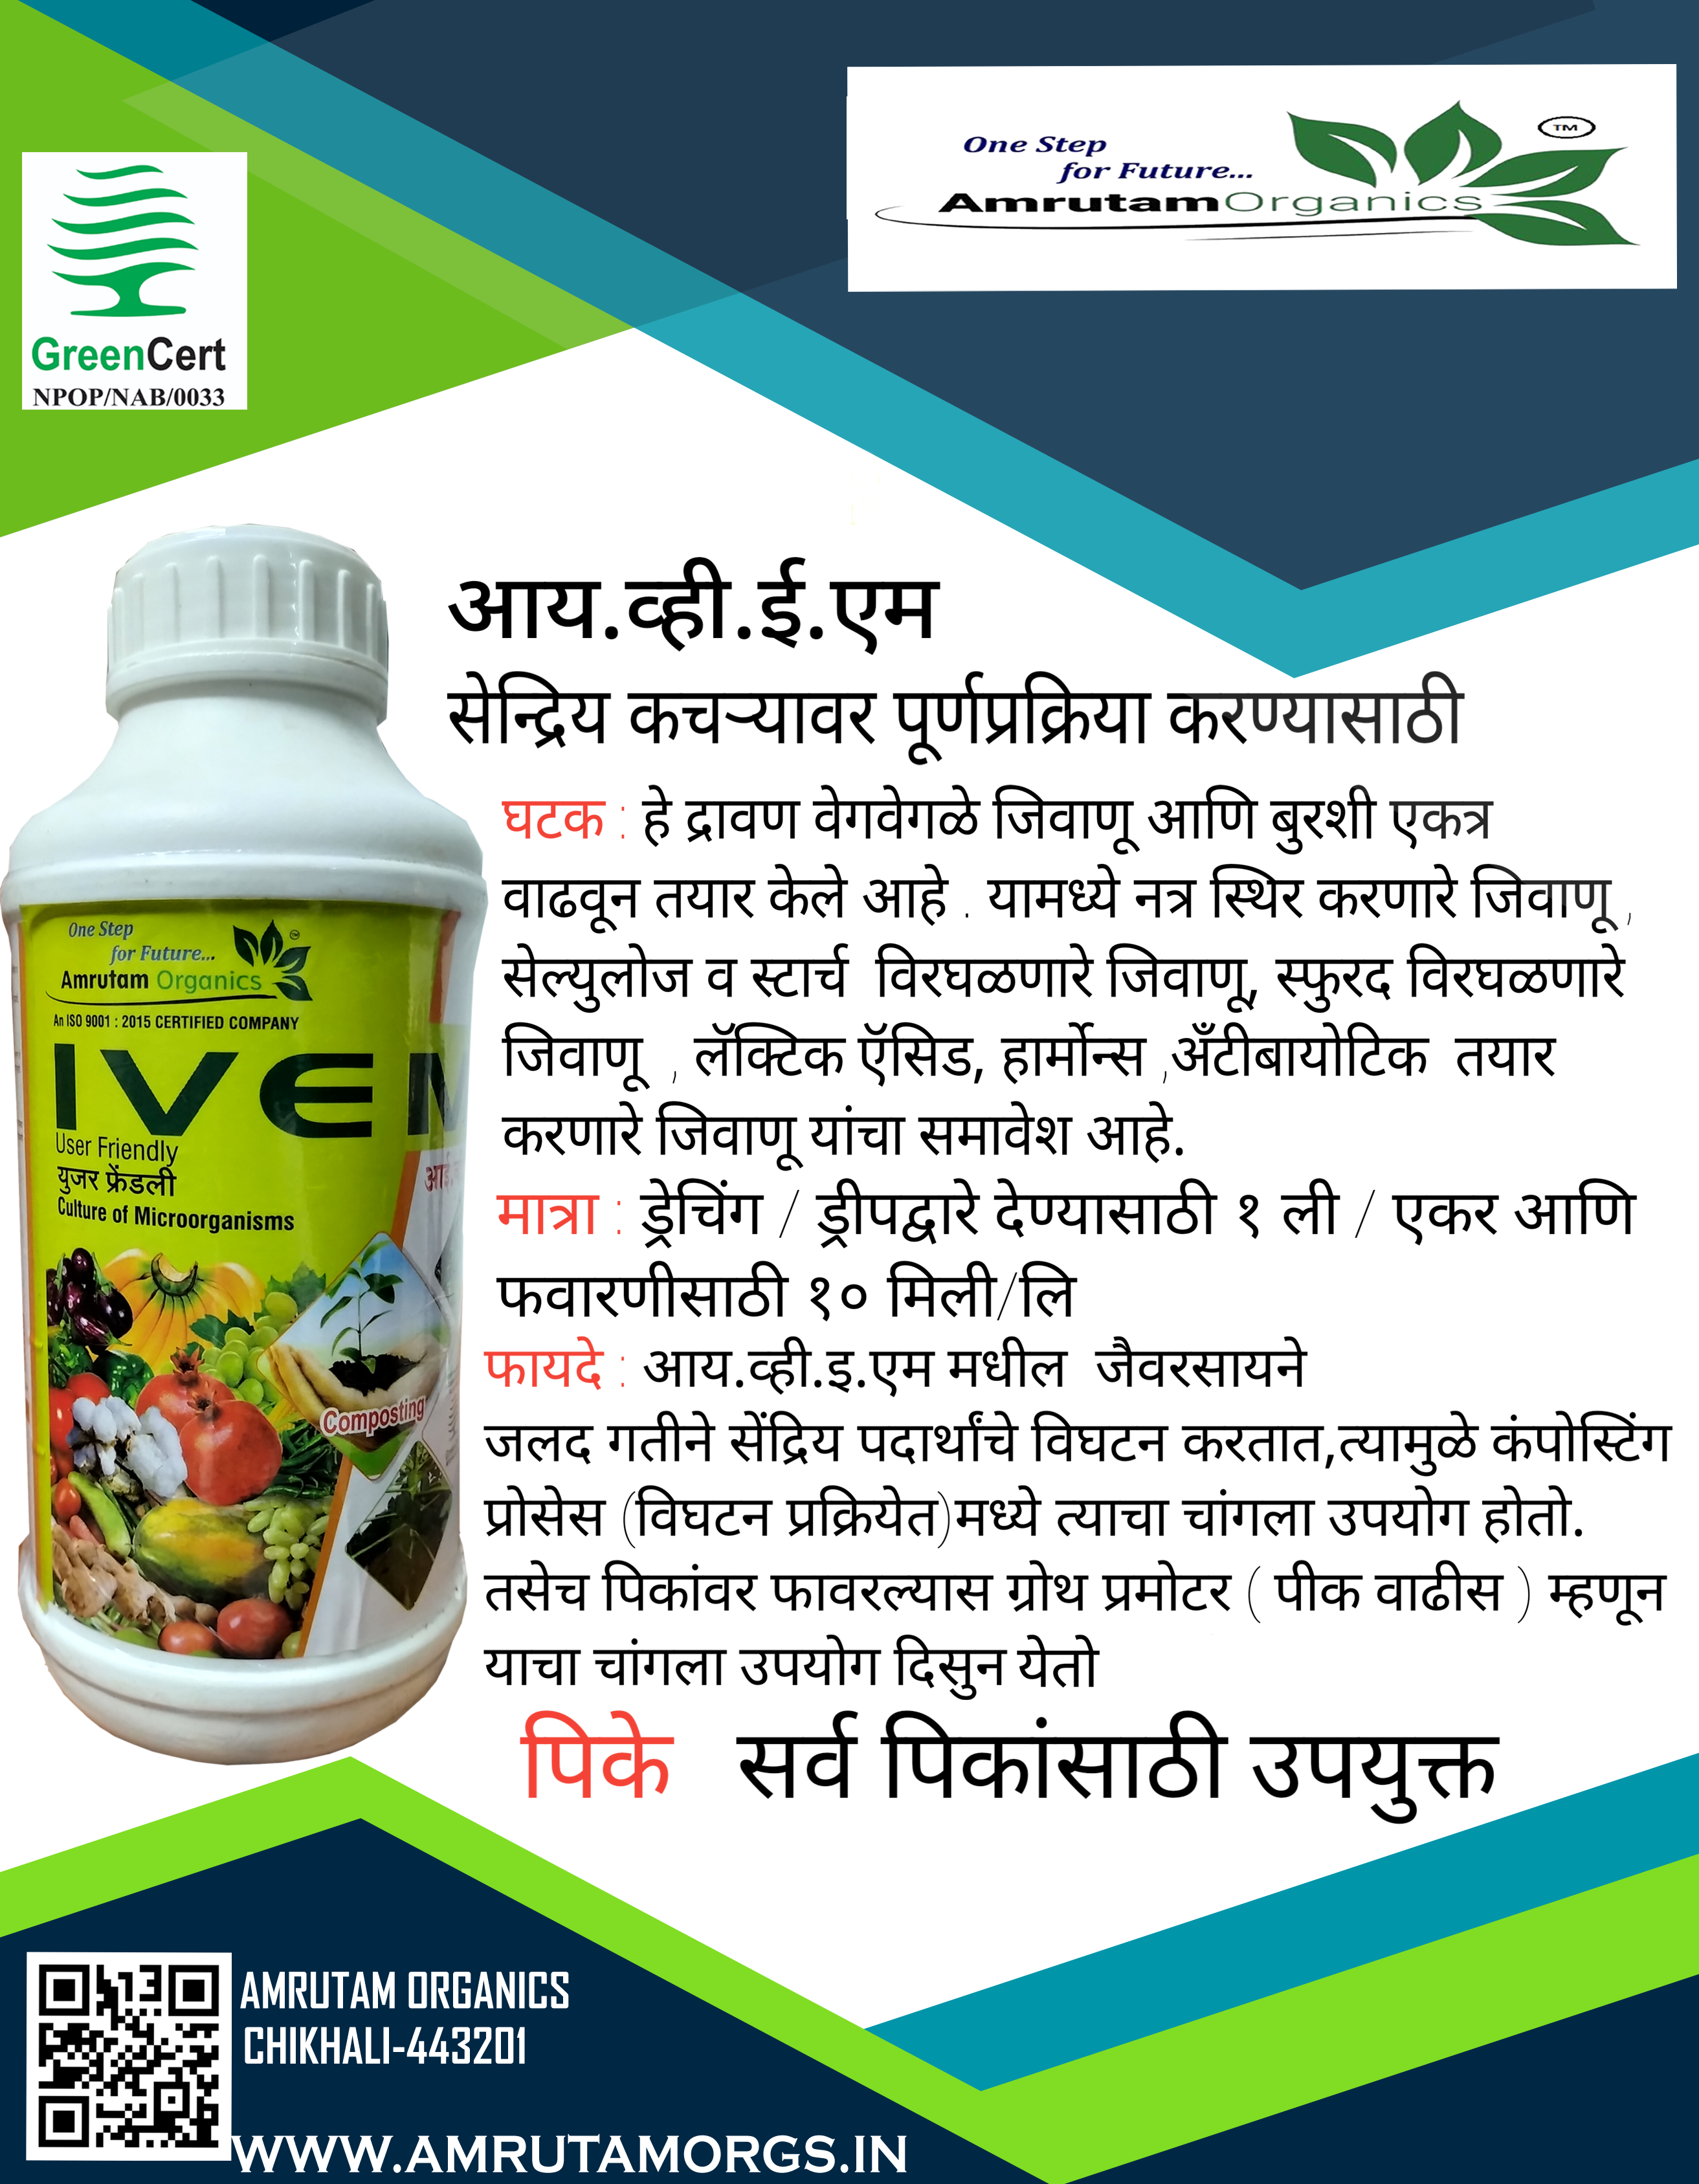 One Step
for Future...
AmrutamOrganics
TM
GreenCert
NPOP/NAB/0033
आय.व्ही.ई.एम
सेन्द्रिय कचऱ्यावर पूर्णप्रक्रिया करण्यासाठी
घटक : हे द्रावण वेगवेगळे जिवाणू आणि बुरशी एकत्र
वाढवून तयार केले आहे . यामध्ये नत्र स्थिर करणारे जिवाणू ,
सेल्युलोज व स्टार्च विरघळणारे जिवाणू, स्फुरद विरघळणारे
जिवाणू , लॅक्टिक ऍसिड, हार्मोन्स ,अँटीबायोटिक तयार
करणारे जिवाणू यांचा समावेश आहे.
मात्रा : ड्रेचिंग / ड्रीपद्वारे देण्यासाठी १ ली / एकर आणि
फवारणीसाठी १० मिली/लि
फायदे : आय.व्ही.इ.एम मधील जैवरसायने
जलद गतीने सेंद्रिय पदार्थांचे विघटन करतात,त्यामुळे कंपोस्टिंग
प्रोसेस (विघटन प्रक्रियेत)मध्ये त्याचा चांगला उपयोग होतो.
तसेच पिकांवर फावरल्यास ग्रोथ प्रमोटर ( पीक वाढीस ) म्हणून
याचा चांगला उपयोग दिसुन येतो
पिके सर्व पिकांसाठी उपयुक्त
One Step
for Future...
Amrutam Organics
An ISO 9001 : 2015 CERTIFIED COMPANY
IVEM
User Friendly
युजर फ्रेंडली
Culture of Microorganisms
Composting
AMRUTAM ORGANICS
CHIKHALI-443201
WWW.AMRUTAMORGS.IN